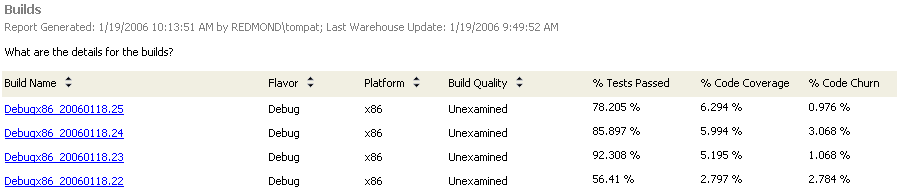 Builds
Report Generated: 1/19/2006 10:13:51 AM by REDMOND\tompat; Last Warehouse Update: 1/19/2006 9:49:52 AM
What are the details for the builds?
Build Name Flavor Platform Build Quality % Tests Passed % Code Coverage % Code Churn
Debugx86_20060118.25 Debug x86 Unexamined 78.205 % 6.294 % 0.976 %
Debugx86_20060118.24 Debug x86 Unexamined 85.897 % 5.994 % 3.068 %
Debugx86_20060118.23 Debug x86 Unexamined 92.308 % 5.195 % 1.068 %
Debugx86_20060118.22 Debug x86 Unexamined 56.41 % 2.797 % 2.784 %